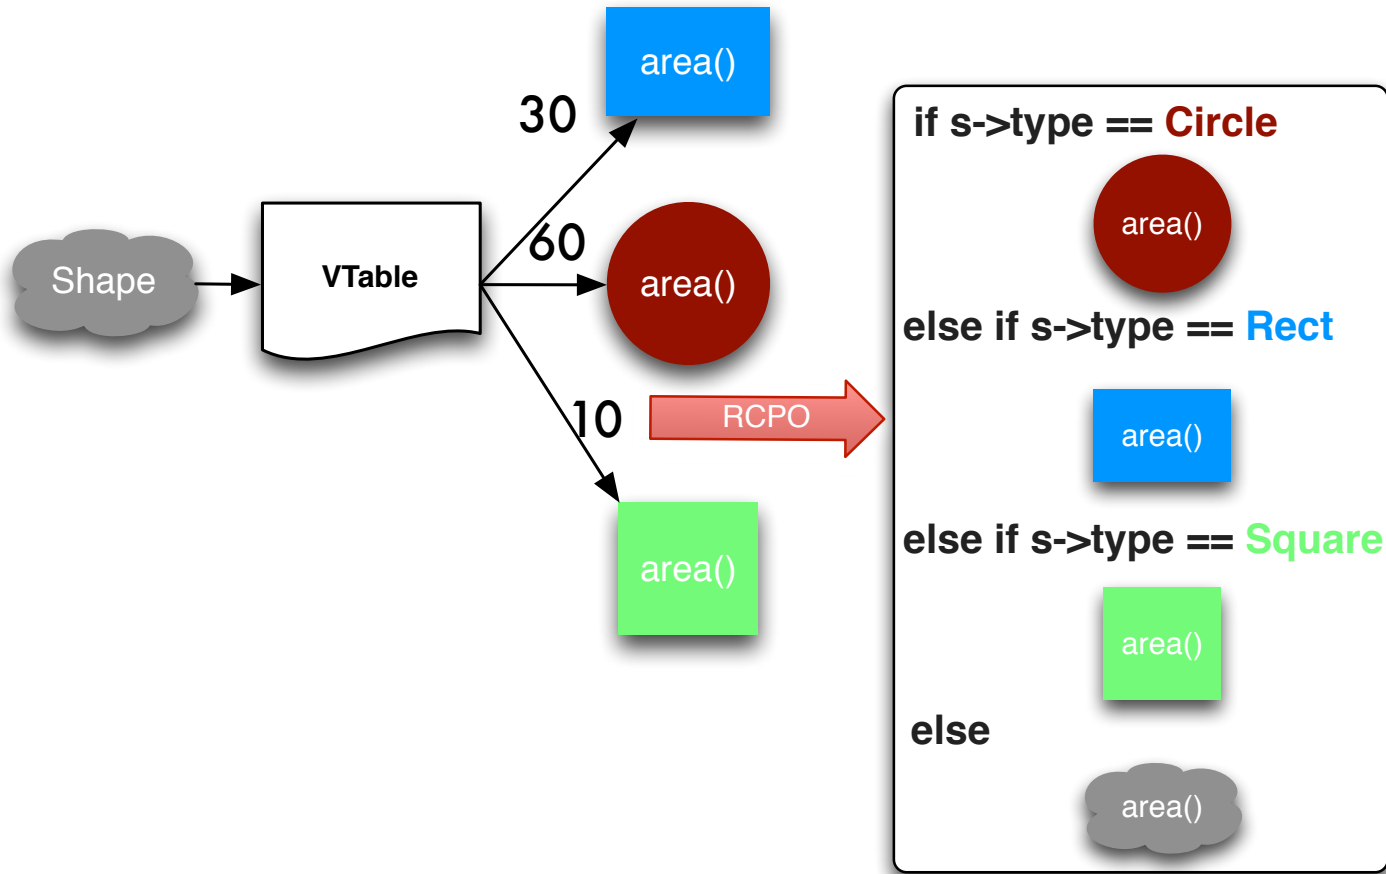 area()
30
Shape
VTable
60
area()
10
RCPO
area()
if s->type == Circle
area()
else if s->type == Rect
area()
else if s->type == Square
area()
else
area()